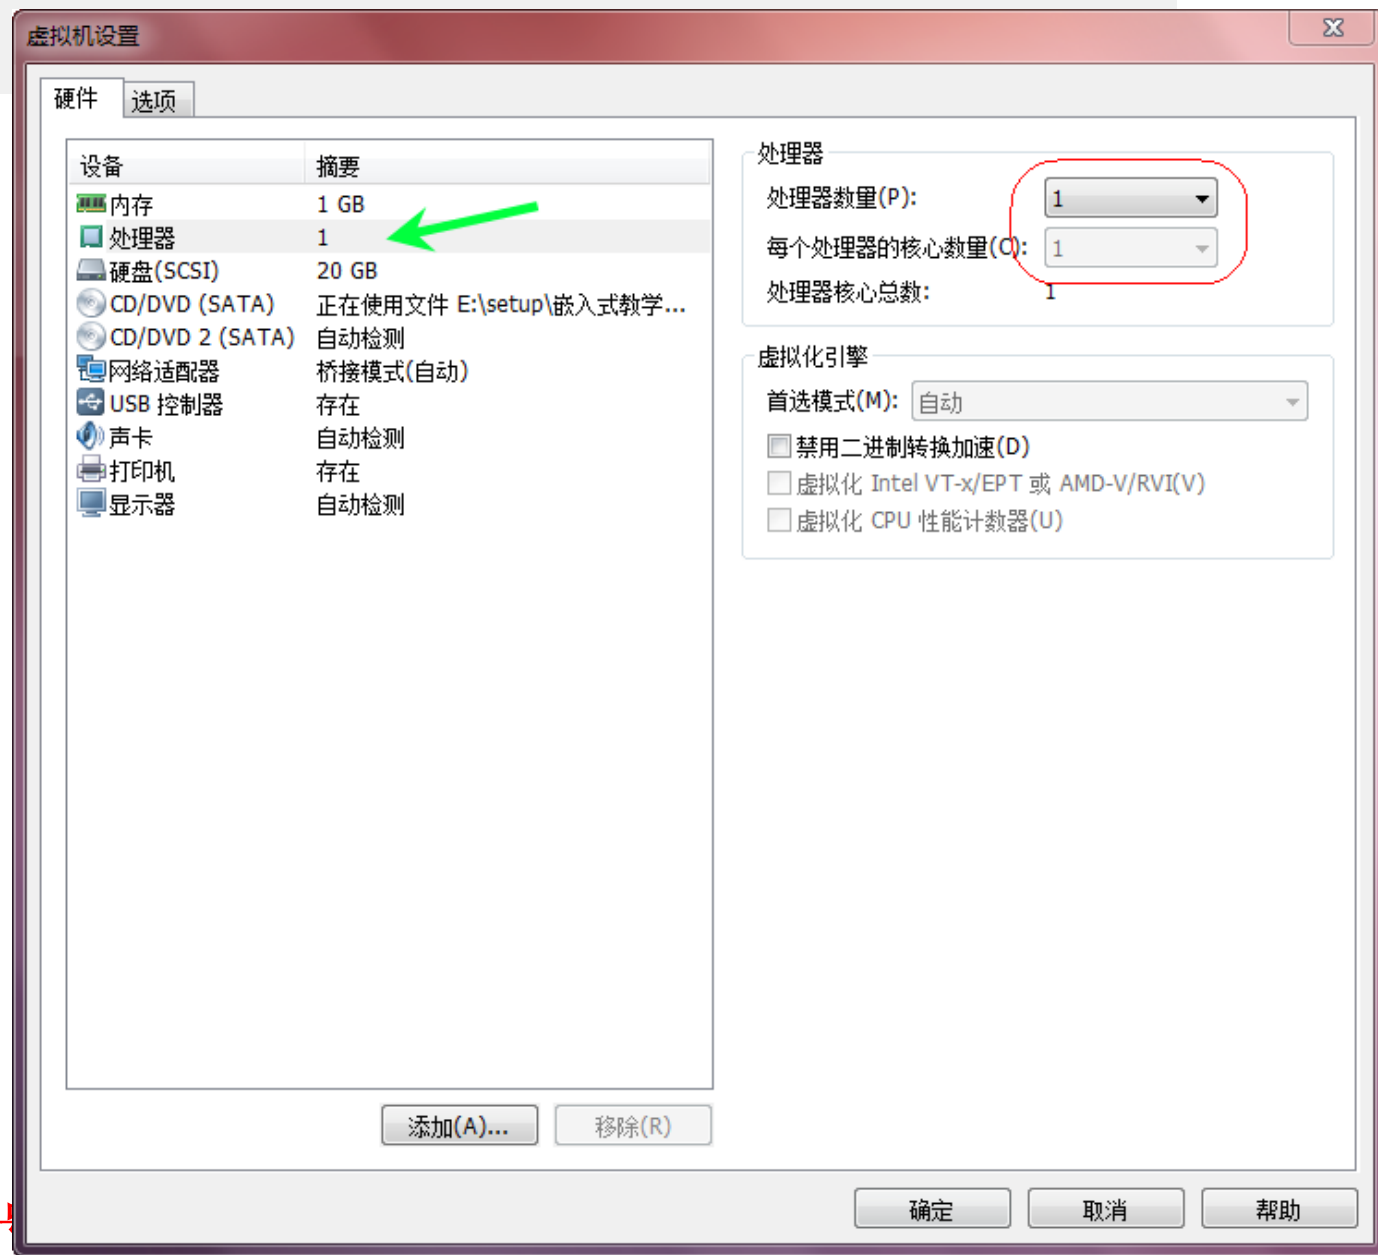 虚拟机设置
硬件 选项
设备 摘要
内存 1 GB
处理器 1
硬盘(SCSI) 20 GB
CD/DVD (SATA) 正在使用文件 E:\setup\嵌入式教学...
CD/DVD 2 (SATA) 自动检测
网络适配器 桥接模式(自动)
USB 控制器 存在
声卡 自动检测
打印机 存在
显示器 自动检测
添加(A)... 移除(R)
处理器
处理器数量(P): 1
每个处理器的核心数量(C): 1
处理器核心总数: 1
虚拟化引擎
首选模式(M): 自动
禁用二进制转换加速(D)
虚拟化 Intel VT-x/EPT 或 AMD-V/RVI(V)
虚拟化 CPU 性能计数器(U)
确定 取消 帮助